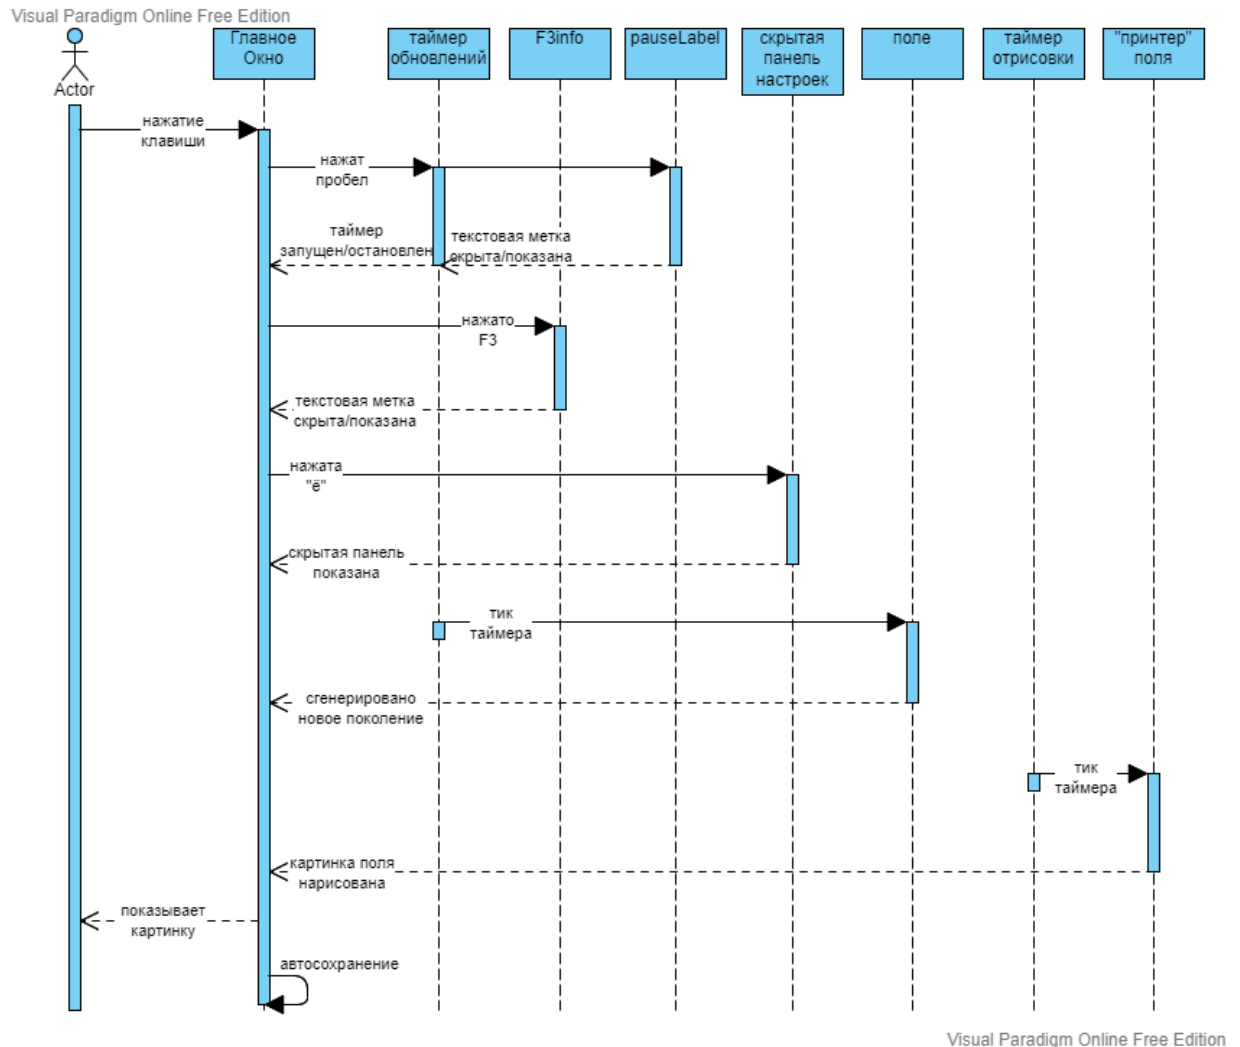 Visual Paradigm Online Free Edition
Actor
Главное
Окно
таймер
обновлений
F3info
pauseLabel
скрытая
панель
настроек
поле
таймер
отрисовки
"принтер"
поля
нажатие
клавиши
нажат
пробел
таймер
запущен/остановлен
текстовая метка
скрыта/показана
нажато
F3
текстовая метка
скрыта/показана
нажата
"ё"
скрытая панель
показана
тик
таймера
сгенерировано
новое поколение
тик
таймера
картинка поля
нарисована
показывает
картинку
автосохранение
Visual Paradigm Online Free Edition